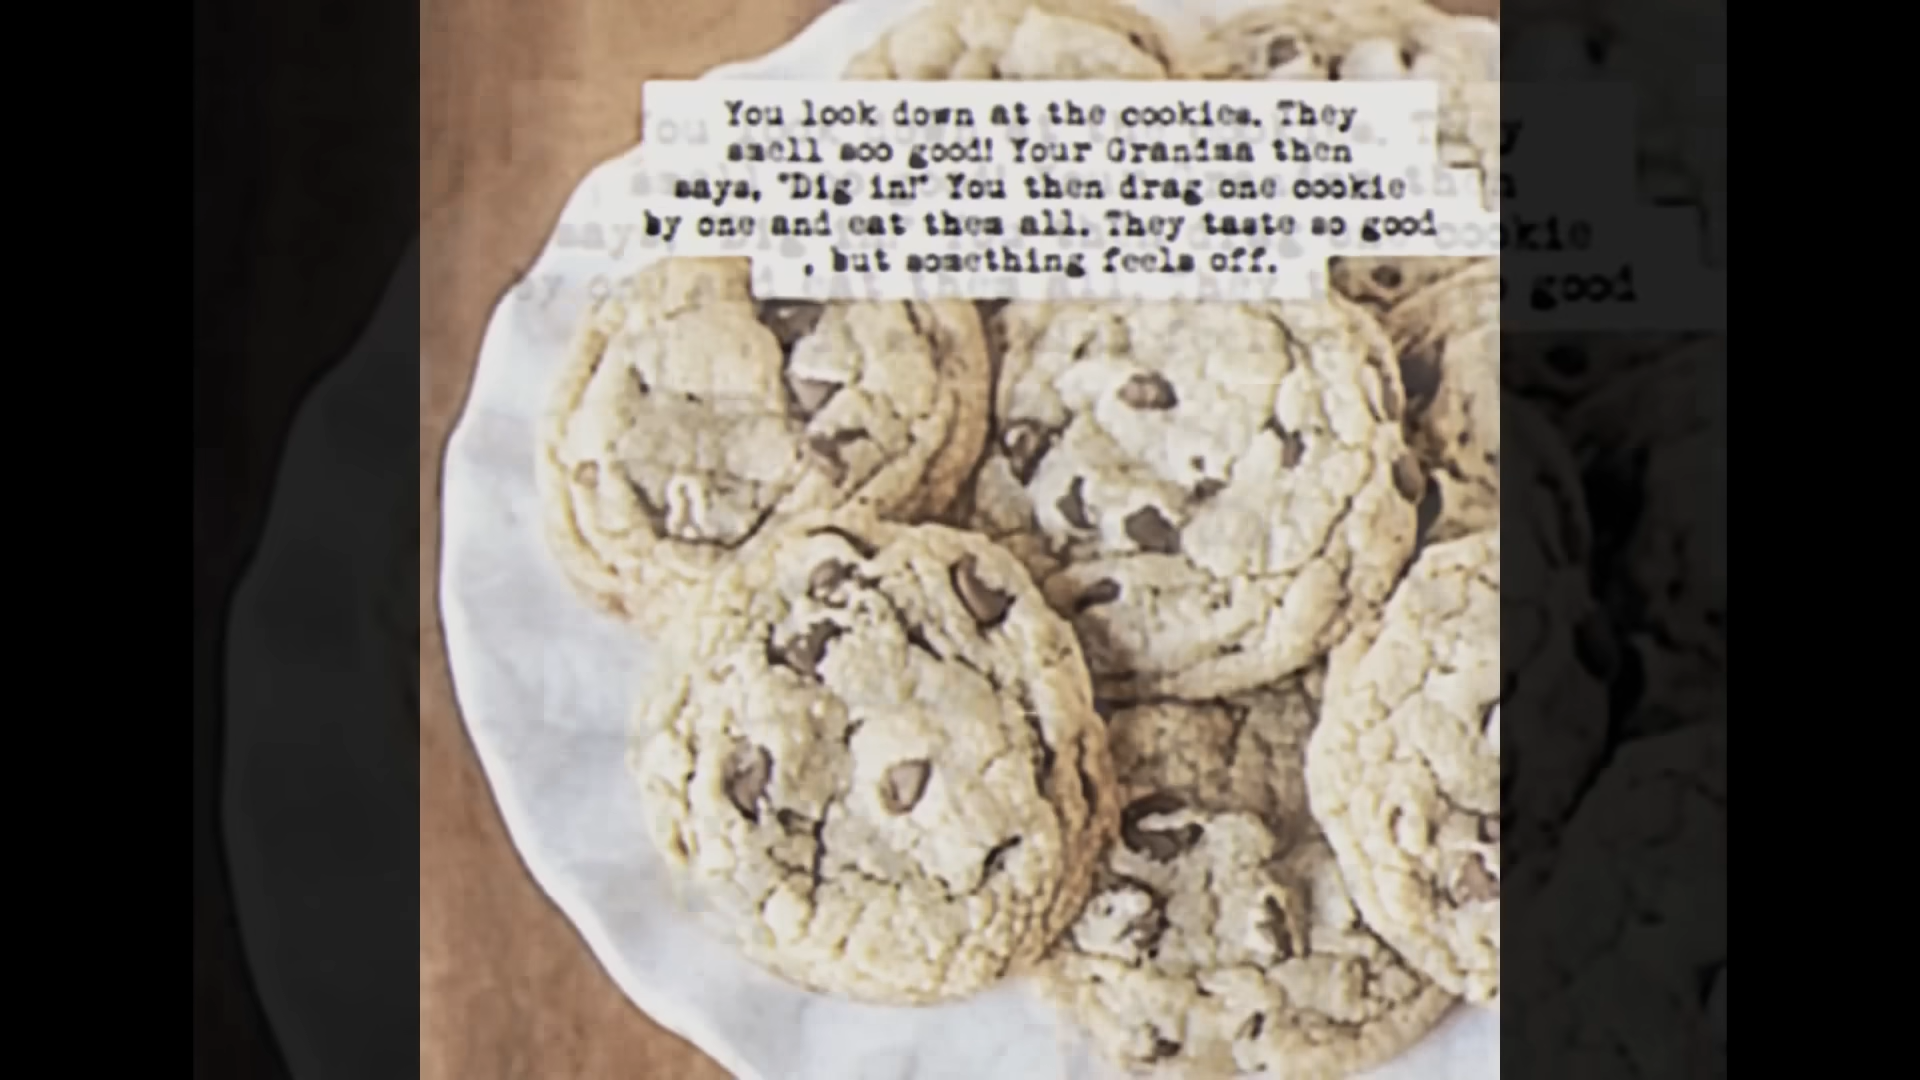 You look down at the cookies. They
smell soo good! Your Grandma then
says, "Dig in!" You then drag one cookie
by one and eat them all. They taste so good
, but something feels off.